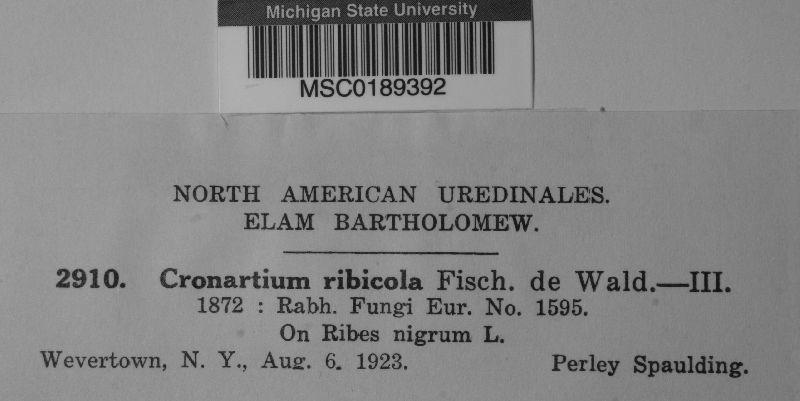 Michigan State University
MSC0189392
NORTH AMERICAN UREDINALES.
ELAM BARTHOLOMEW.
2910. Cronartium ribicola Fisch. de Wald.—III.
1872 : Rabh. Fungi Eur. No. 1595.
On Ribes nigrum L.
Wevertown, N. Y., Aug. 6. 1923. Perley Spaulding.